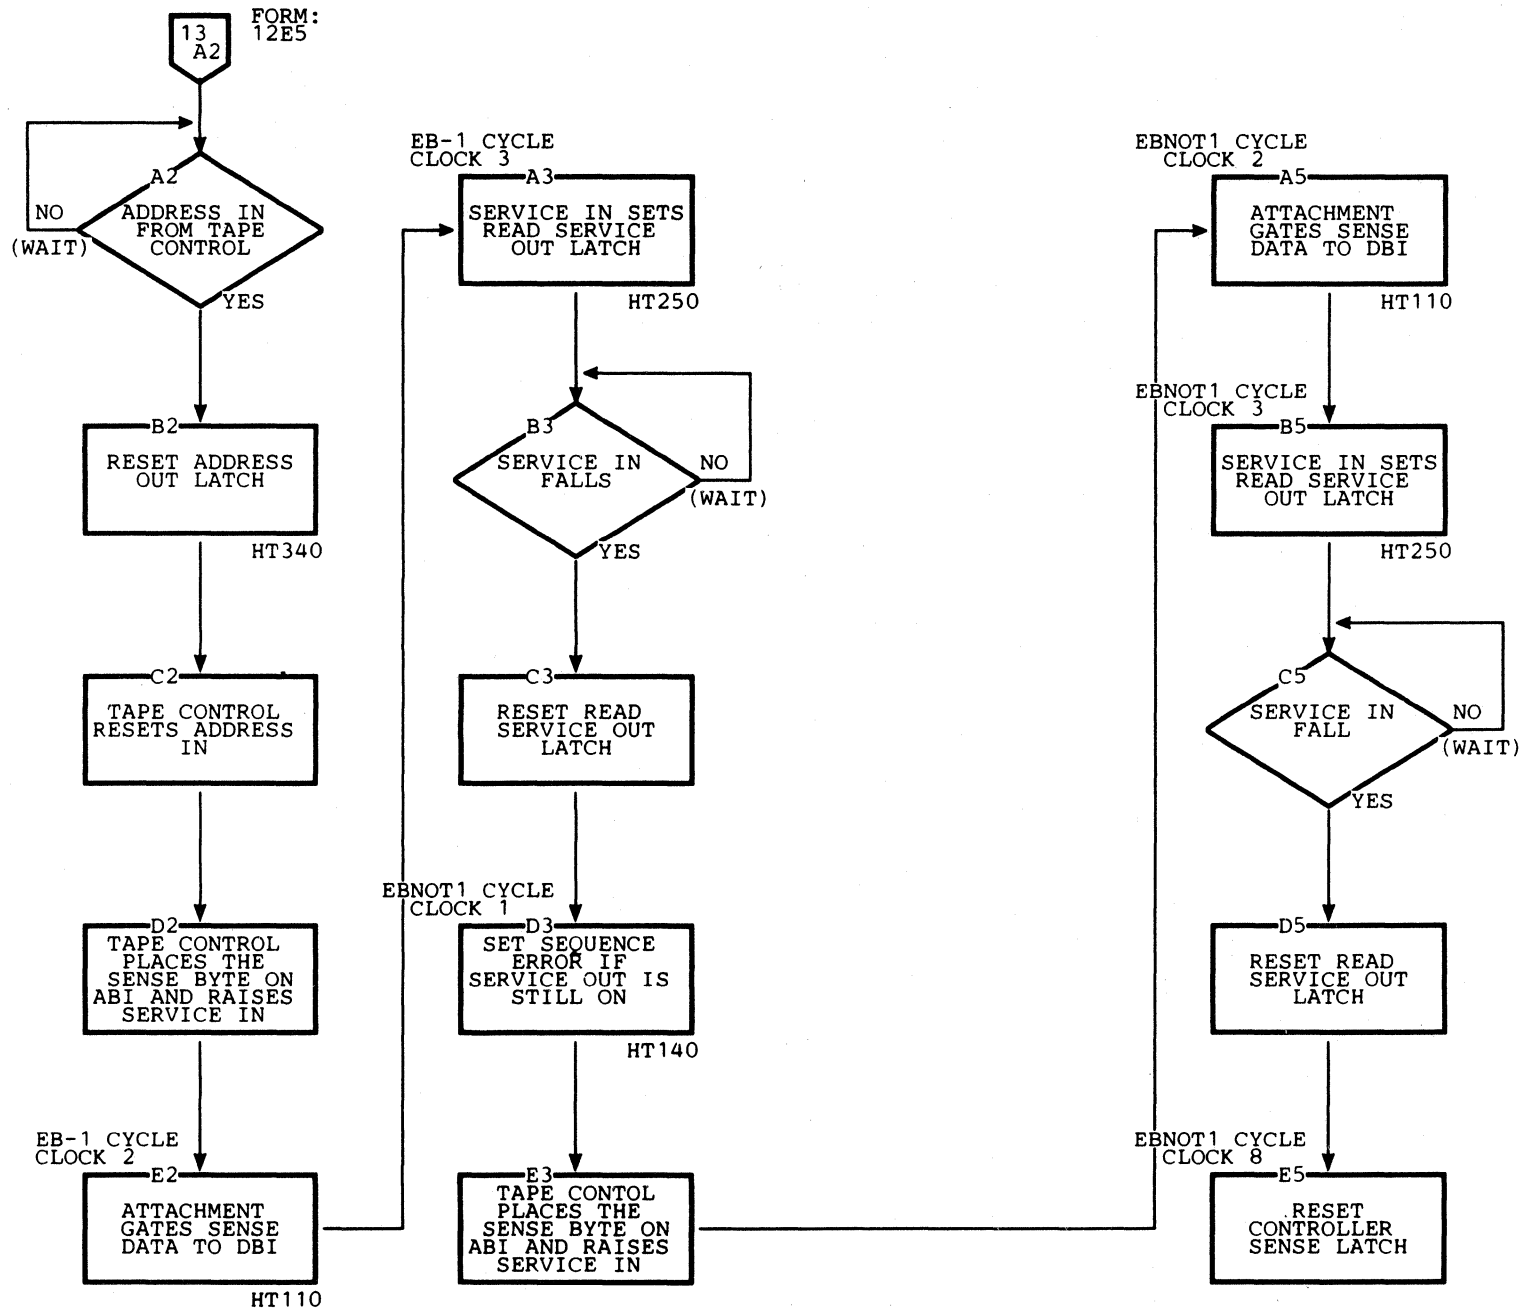 13
A2
FORM:
12E5
A2
ADDRESS IN
FROM TAPE
CONTROL
NO
(WAIT)
YES
B2
RESET ADDRESS
OUT LATCH
HT340
C2
TAPE CONTROL
RESETS ADDRESS
IN
D2
TAPE CONTROL
PLACES THE
SENSE BYTE ON
ABI AND RAISES
SERVICE IN
EB-1 CYCLE
CLOCK 2
E2
ATTACHMENT
GATES SENSE
DATA TO DBI
HT110
EB-1 CYCLE
CLOCK 3
A3
SERVICE IN SETS
READ SERVICE
OUT LATCH
HT250
B3
SERVICE IN
FALLS
NO
(WAIT)
YES
C3
RESET READ
SERVICE OUT
LATCH
EBNOT1 CYCLE
CLOCK 1
D3
SET SEQUENCE
ERROR IF
SERVICE OUT IS
STILL ON
HT140
E3
TAPE CONTOL
PLACES THE
SENSE BYTE ON
ABI AND RAISES
SERVICE IN
EBNOT1 CYCLE
CLOCK 2
A5
ATTACHMENT
GATES SENSE
DATA TO DBI
HT110
EBNOT1 CYCLE
CLOCK 3
B5
SERVICE IN SETS
READ SERVICE
OUT LATCH
HT250
C5
SERVICE IN
FALL
NO
(WAIT)
YES
D5
RESET READ
SERVICE OUT
LATCH
EBNOT1 CYCLE
CLOCK 8
E5
RESET
CONTROLLER
SENSE LATCH